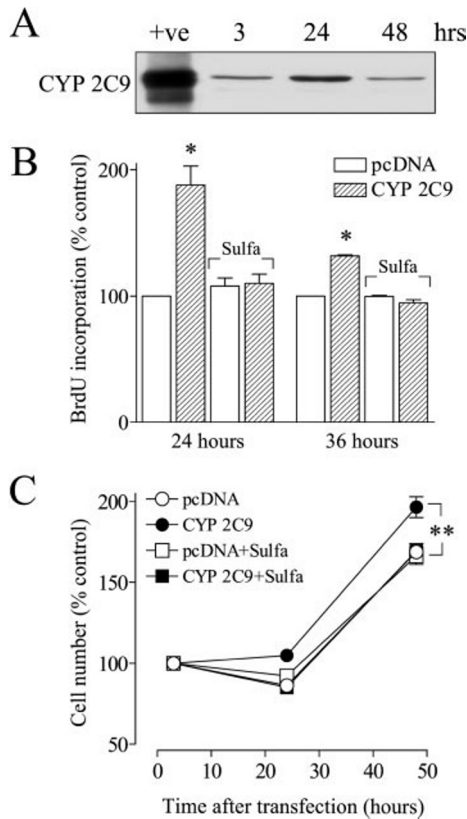 A
+ve 3 24 48 hrs
CYP 2C9
B
BrdU incorporation (% control)
200
100
0
*
Sulfa
*
Sulfa
pcDNA
CYP 2C9
24 hours 36 hours
C
Cell number (% control)
200
150
100
50
pcDNA
CYP 2C9
pcDNA+Sulfa
CYP 2C9+Sulfa
**
0 10 20 30 40 50
Time after transfection (hours)